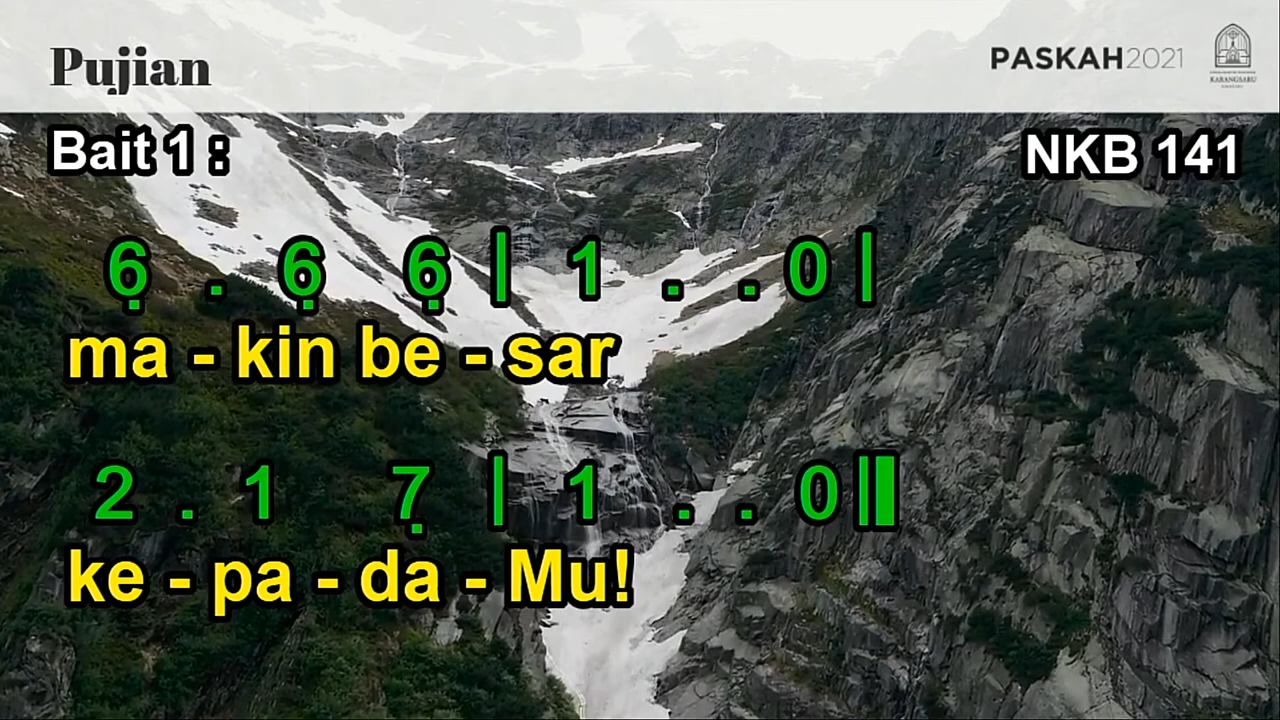 Pujian
PASKAH2021
KARANGSARU
Bait 1 :
NKB 141
6̣ . 6̣ 6̣ | 1 . . 0 |
ma - kin be - sar
2 . 1 7̣ | 1 . . 0 ||
ke - pa - da - Mu!